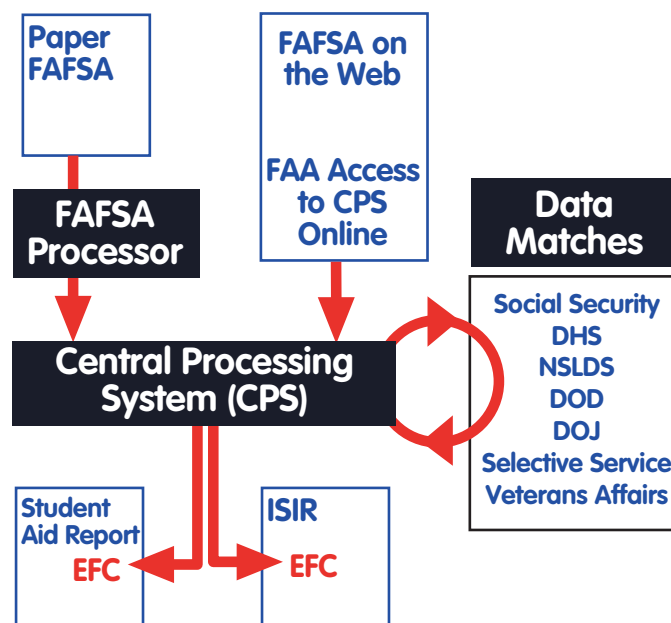 Paper
FAFSA
FAFSA on
the Web
FAA Access
to CPS
Online
FAFSA
Processor
Data
Matches
Social Security
DHS
NSLDS
DOD
DOJ
Selective Service
Veterans Affairs
Central Processing
System (CPS)
Student
Aid Report
EFC
ISIR
EFC